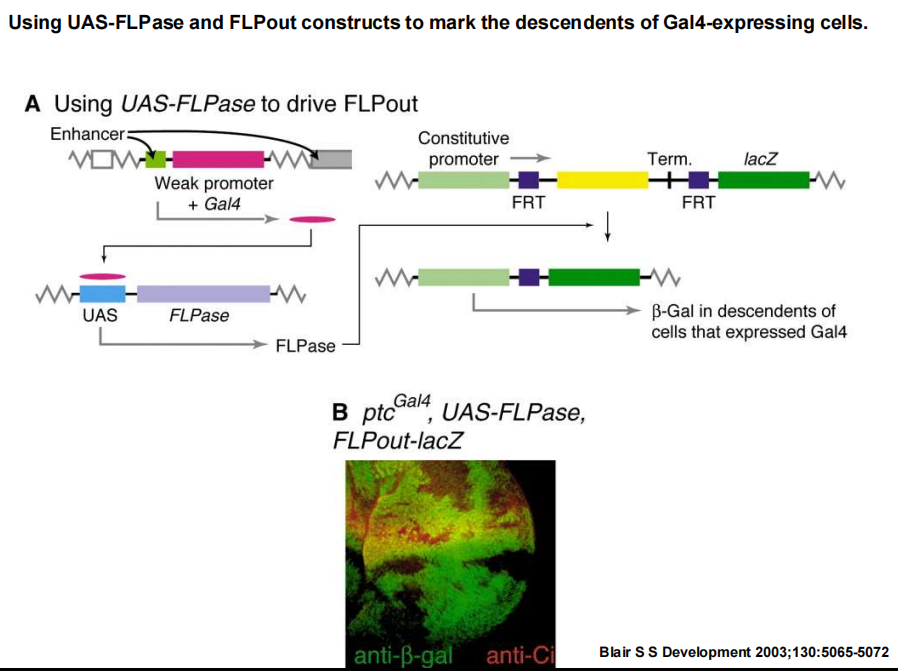 Using UAS-FLPase and FLPout constructs to mark the descendents of Gal4-expressing cells.
A Using UAS-FLPase to drive FLPout
Enhancer
Weak promoter
+ Gal4
Constitutive
promoter
Term.
lacZ
FRT
FRT
UAS
FLPase
FLPase
β-Gal in descendents of
cells that expressed Gal4
B ptcGal4, UAS-FLPase,
FLPout-lacZ
anti-β-gal anti-Ci
Blair S S Development 2003;130:5065-5072